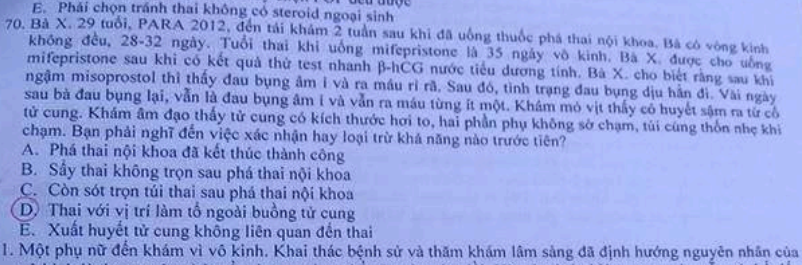 E. Phải chọn tránh thai không có steroid ngoại sinh
70. Bà X. 29 tuổi, PARA 2012, đến tái khám 2 tuần sau khi đã uống thuốc phá thai nội khoa. Bà có vòng kinh
không đều, 28-32 ngày. Tuổi thai khi uống mifepristone là 35 ngày vô kinh. Bà X. được cho uống
mifepristone sau khi có kết quả thử test nhanh β-hCG nước tiểu dương tính. Bà X. cho biết rằng sau khi
ngậm misoprostol thì thấy đau bụng âm ỉ và ra máu rỉ rả. Sau đó, tình trạng đau bụng dịu hẳn đi. Vài ngày
sau bà đau bụng lại, vẫn là đau bụng âm ỉ và vẫn ra máu từng ít một. Khám mỏ vịt thấy có huyết sậm ra từ cổ
tử cung. Khám âm đạo thấy tử cung có kích thước hơi to, hai phần phụ không sờ chạm, túi cùng thốn nhẹ khi
chạm. Bạn phải nghĩ đến việc xác nhận hay loại trừ khả năng nào trước tiên?
A. Phá thai nội khoa đã kết thúc thành công
B. Sẩy thai không trọn sau phá thai nội khoa
C. Còn sót trọn túi thai sau phá thai nội khoa
D. Thai với vị trí làm tổ ngoài buồng tử cung
E. Xuất huyết tử cung không liên quan đến thai
1. Một phụ nữ đến khám vì vô kinh. Khai thác bệnh sử và thăm khám lâm sàng đã định hướng nguyên nhân của